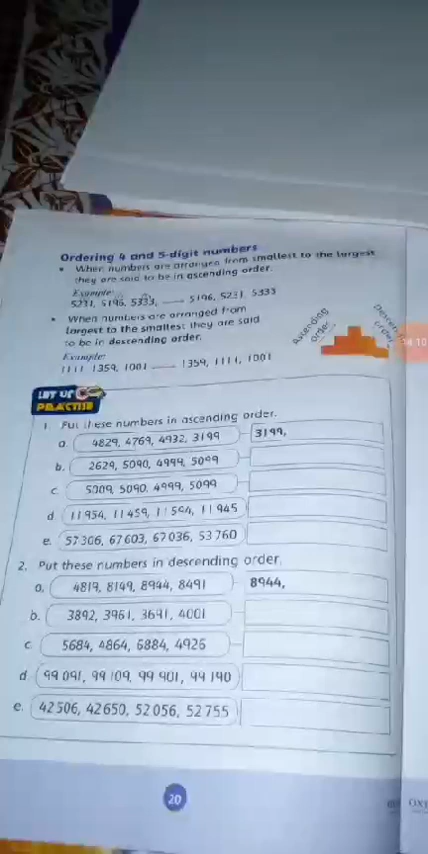 Ordering 4 and 5-digit numbers
• When numbers are arranged from smallest to the largest
they are said to be in ascending order.
Example:
5231, 5196, 5333, 5196, 5231, 5333
• When numbers are arranged from
largest to the smallest they are said
to be in descending order.
Example:
1111 1359, 1001 1359, 1111, 1001
Ascending
order
order
LET US
PRACTISE
1. Put these numbers in ascending order.
a. 4829, 4769, 4932, 3199 3199,
b. 2629, 5090, 4999, 5099
c. 5009, 5090, 4999, 5099
d. 11 954, 11 459, 11 594, 11 945
e. 57 306, 67 603, 67 036, 53 760
2. Put these numbers in descending order.
a. 4819, 8149, 8944, 8491 8944,
b. 3892, 3961, 3691, 4001
c. 5684, 4864, 6884, 4926
d. 99 091, 99 109, 99 901, 99 190
e. 42 506, 42 650, 52 056, 52 755
20